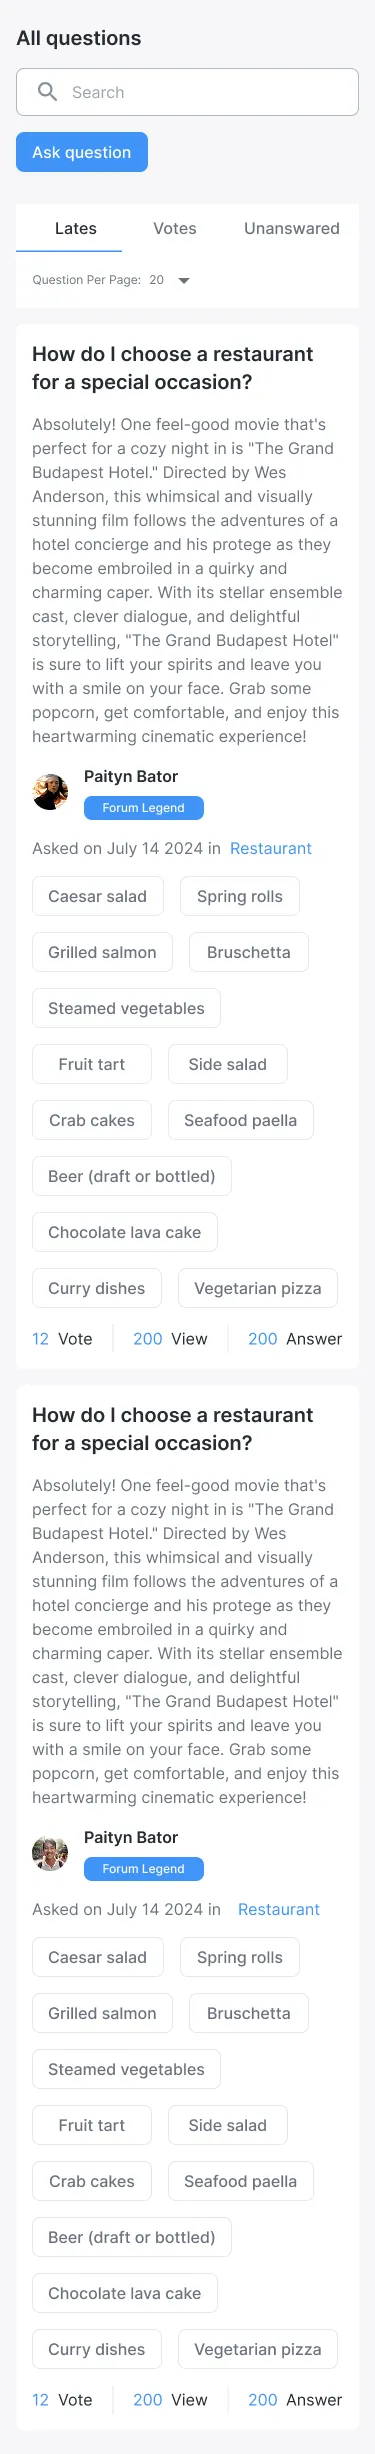 All questions
Search
Ask question
Lates Votes Unanswared
Question Per Page: 20
How do I choose a restaurant
for a special occasion?
Absolutely! One feel-good movie that's
perfect for a cozy night in is "The Grand
Budapest Hotel." Directed by Wes
Anderson, this whimsical and visually
stunning film follows the adventures of a
hotel concierge and his protege as they
become embroiled in a quirky and
charming caper. With its stellar ensemble
cast, clever dialogue, and delightful
storytelling, "The Grand Budapest Hotel"
is sure to lift your spirits and leave you
with a smile on your face. Grab some
popcorn, get comfortable, and enjoy this
heartwarming cinematic experience!
Paityn Bator
Forum Legend
Asked on July 14 2024 in Restaurant
Caesar salad Spring rolls
Grilled salmon Bruschetta
Steamed vegetables
Fruit tart Side salad
Crab cakes Seafood paella
Beer (draft or bottled)
Chocolate lava cake
Curry dishes Vegetarian pizza
12 Vote 200 View 200 Answer
How do I choose a restaurant
for a special occasion?
Absolutely! One feel-good movie that's
perfect for a cozy night in is "The Grand
Budapest Hotel." Directed by Wes
Anderson, this whimsical and visually
stunning film follows the adventures of a
hotel concierge and his protege as they
become embroiled in a quirky and
charming caper. With its stellar ensemble
cast, clever dialogue, and delightful
storytelling, "The Grand Budapest Hotel"
is sure to lift your spirits and leave you
with a smile on your face. Grab some
popcorn, get comfortable, and enjoy this
heartwarming cinematic experience!
Paityn Bator
Forum Legend
Asked on July 14 2024 in Restaurant
Caesar salad Spring rolls
Grilled salmon Bruschetta
Steamed vegetables
Fruit tart Side salad
Crab cakes Seafood paella
Beer (draft or bottled)
Chocolate lava cake
Curry dishes Vegetarian pizza
12 Vote 200 View 200 Answer